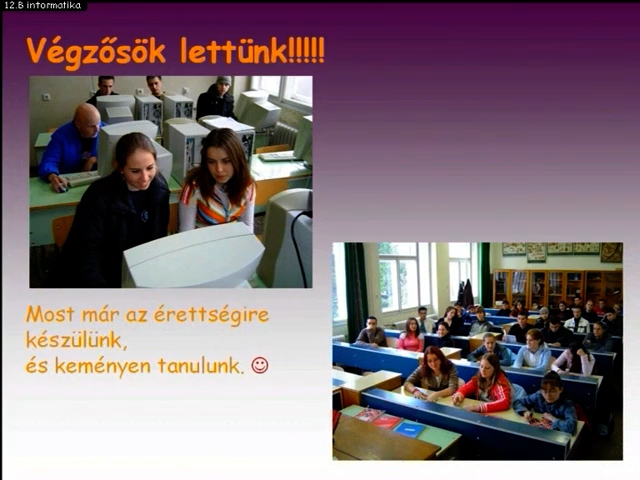 12.B informatika
Végzősök lettünk!!!!!
Most már az érettségire
készülünk,
és keményen tanulunk. ☺